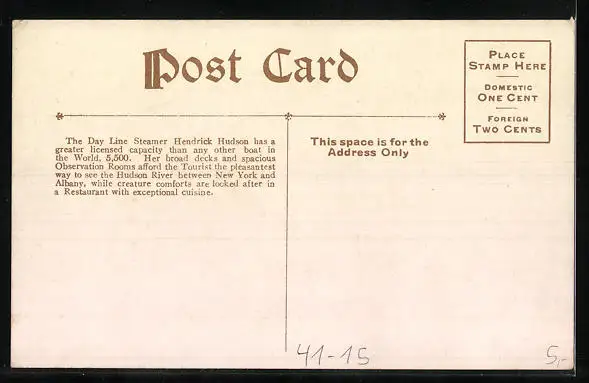 Post Card
PLACE
STAMP HERE
DOMESTIC
ONE CENT
FOREIGN
TWO CENTS
The Day Line Steamer Hendrick Hudson has a
greater licensed capacity than any other boat in
the World, 5,500. Her broad decks and spacious
Observation Rooms afford the Tourist the pleasantest
way to see the Hudson River between New York and
Albany, while creature comforts are looked after in
a Restaurant with exceptional cuisine.
This space is for the
Address Only
41-15
5,-